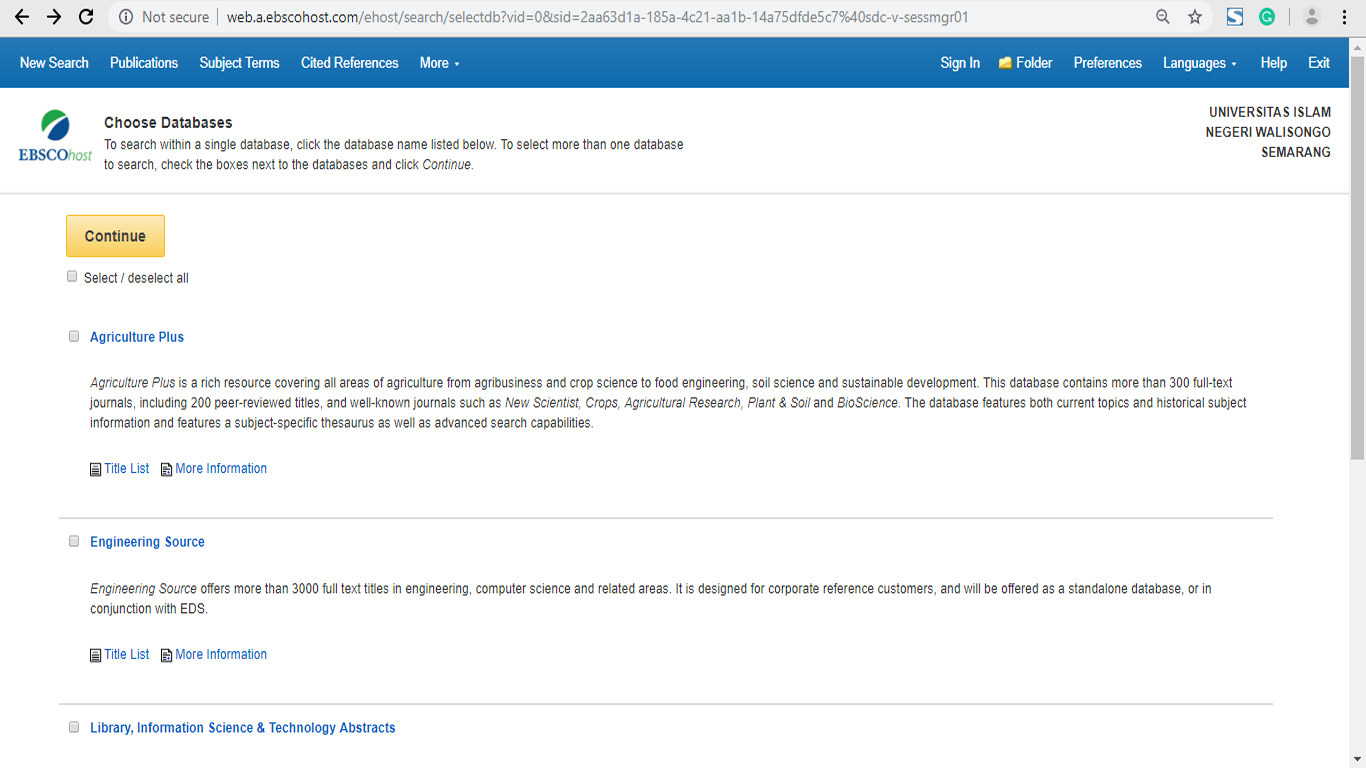 Not secure | web.a.ebscohost.com/ehost/search/selectdb?vid=0&sid=2aa63d1a-185a-4c21-aa1b-14a75dfde5c7%40sdc-v-sessmgr01
New Search Publications Subject Terms Cited References More Sign In Folder Preferences Languages Help Exit
EBSCOhost
Choose Databases
To search within a single database, click the database name listed below. To select more than one database
to search, check the boxes next to the databases and click Continue.
UNIVERSITAS ISLAM
NEGERI WALISONGO
SEMARANG
Continue
Select / deselect all
Agriculture Plus
Agriculture Plus is a rich resource covering all areas of agriculture from agribusiness and crop science to food engineering, soil science and sustainable development. This database contains more than 300 full-text
journals, including 200 peer-reviewed titles, and well-known journals such as New Scientist, Crops, Agricultural Research, Plant & Soil and BioScience. The database features both current topics and historical subject
information and features a subject-specific thesaurus as well as advanced search capabilities.
Title List More Information
Engineering Source
Engineering Source offers more than 3000 full text titles in engineering, computer science and related areas. It is designed for corporate reference customers, and will be offered as a standalone database, or in
conjunction with EDS.
Title List More Information
Library, Information Science & Technology Abstracts